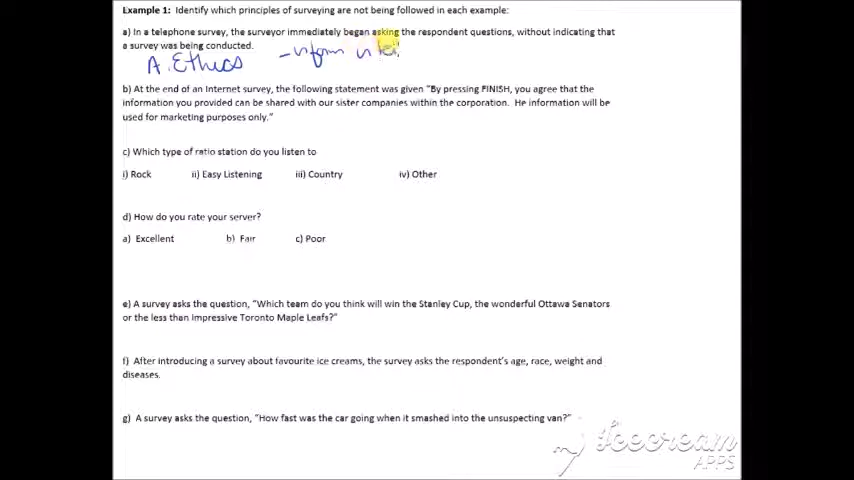 Example 1: Identify which principles of surveying are not being followed in each example:
a) In a telephone survey, the surveyor immediately began asking the respondent questions, without indicating that
a survey was being conducted.
A. Ethics - inform
b) At the end of an Internet survey, the following statement was given "By pressing FINISH, you agree that the
information you provided can be shared with our sister companies within the corporation. He information will be
used for marketing purposes only."
c) Which type of ratio station do you listen to
i) Rock ii) Easy Listening iii) Country iv) Other
d) How do you rate your server?
a) Excellent b) Fair c) Poor
e) A survey asks the question, "Which team do you think will win the Stanley Cup, the wonderful Ottawa Senators
or the less than impressive Toronto Maple Leafs?"
f) After introducing a survey about favourite ice creams, the survey asks the respondent's age, race, weight and
diseases.
g) A survey asks the question, "How fast was the car going when it smashed into the unsuspecting van?"
Icecream
APPS